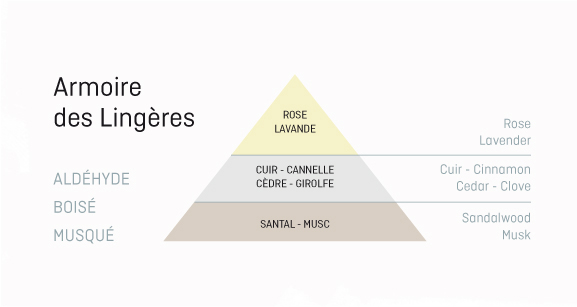 Armoire
des Lingères
ALDÉHYDE
BOISÉ
MUSQUÉ
ROSE
LAVANDE
CUIR - CANNELLE
CÈDRE - GIROLFE
SANTAL - MUSC
Rose
Lavender
Cuir - Cinnamon
Cedar - Clove
Sandalwood
Musk